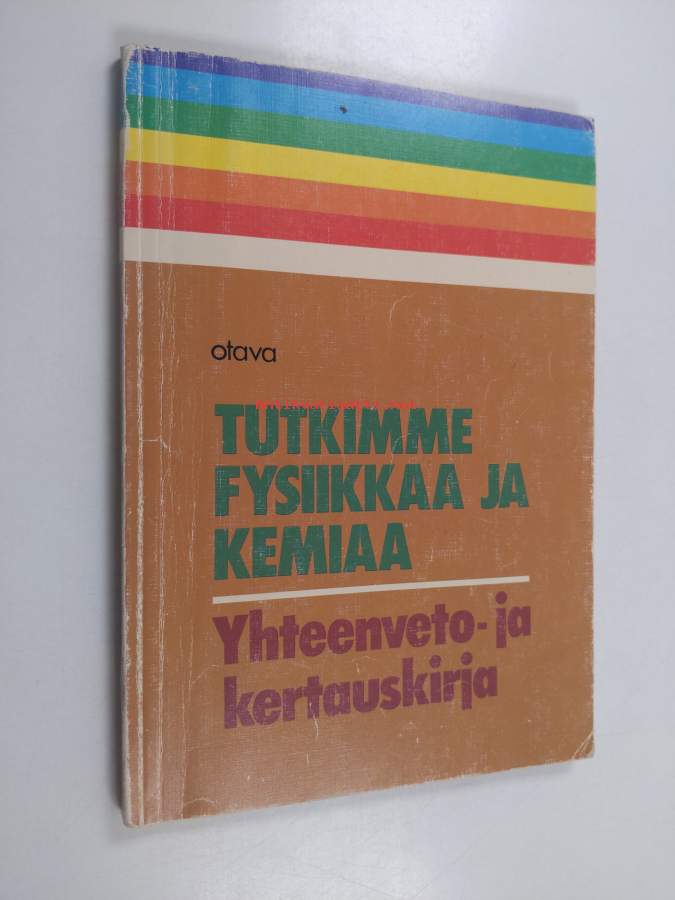 otava
TUTKIMME
FYSIIKKAA JA
KEMIAA
Yhteenveto- ja
kertauskirja